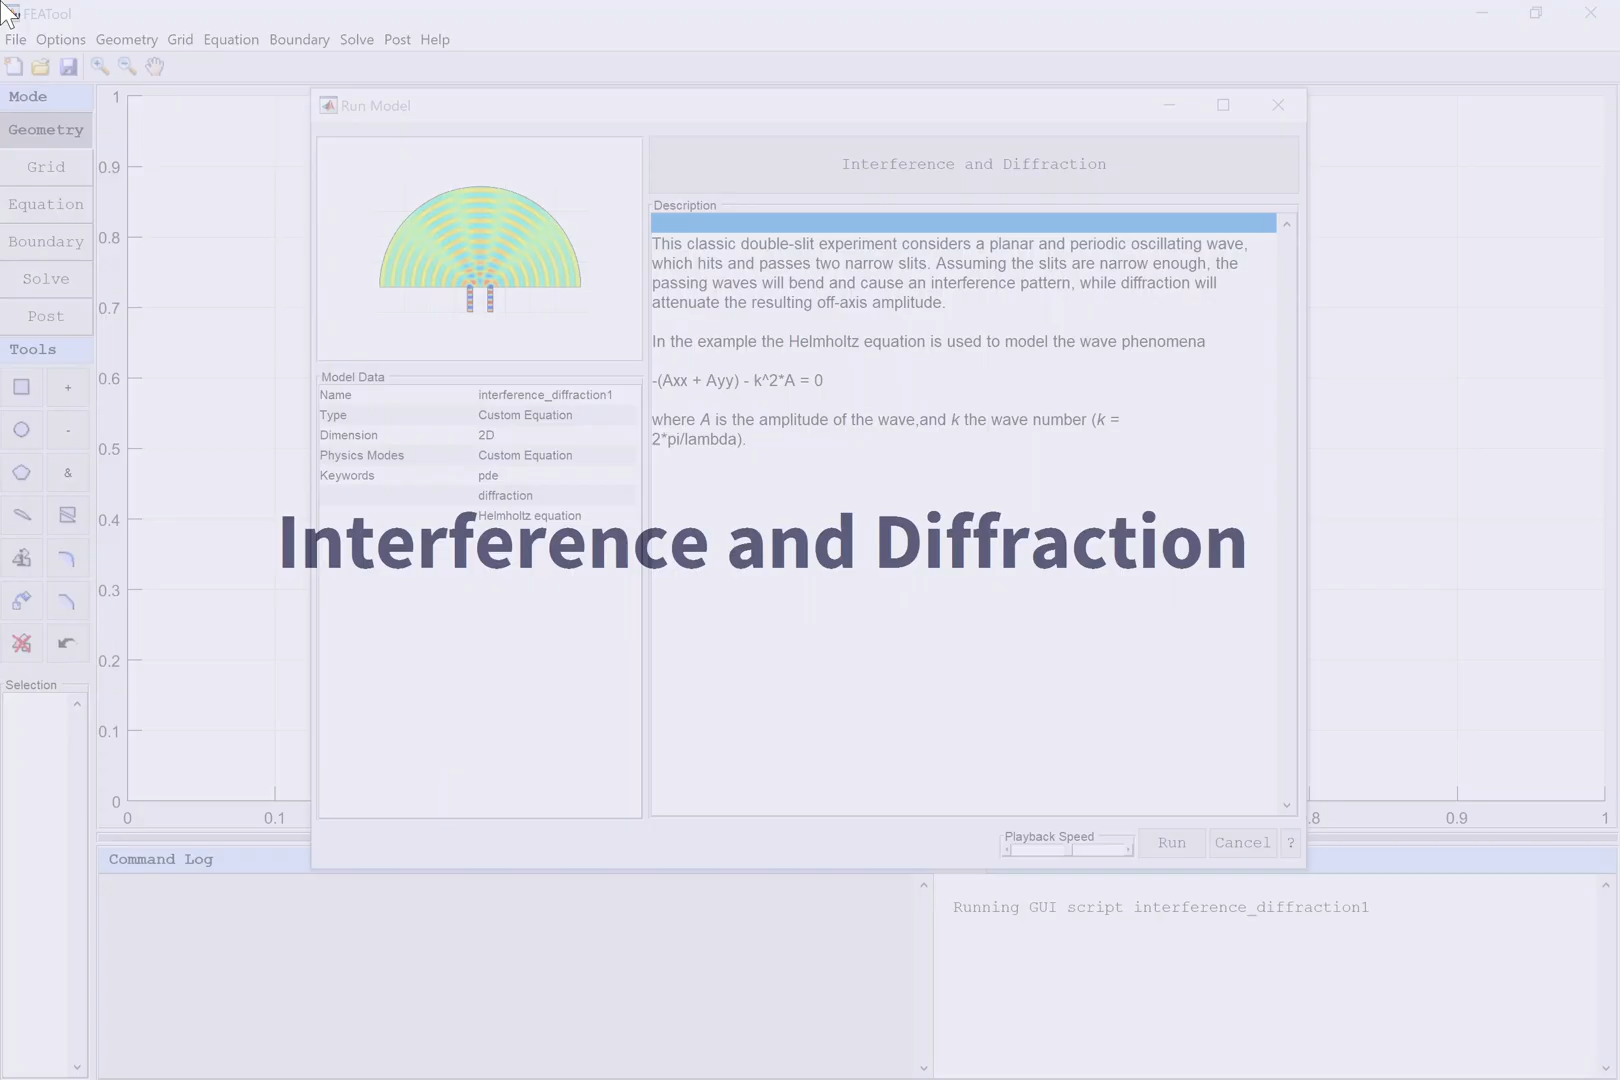 FEATool
File Options Geometry Grid Equation Boundary Solve Post Help
Mode
Geometry
Grid
Equation
Boundary
Solve
Post
Tools
+
-
&
Selection
1
0.9
0.8
0.7
0.6
0.5
0.4
0.3
0.2
0.1
0
0 0.1 .8 0.9 1
Run Model
Interference and Diffraction
Description
This classic double-slit experiment considers a planar and periodic oscillating wave,
which hits and passes two narrow slits. Assuming the slits are narrow enough, the
passing waves will bend and cause an interference pattern, while diffraction will
attenuate the resulting off-axis amplitude.
In the example the Helmholtz equation is used to model the wave phenomena
-(Axx + Ayy) - k^2*A = 0
where A is the amplitude of the wave,and k the wave number (k =
2*pi/lambda).
Model Data
Name interference_diffraction1
Type Custom Equation
Dimension 2D
Physics Modes Custom Equation
Keywords pde
diffraction
Helmholtz equation
Interference and Diffraction
Playback Speed
Run Cancel ?
Command Log
Running GUI script interference_diffraction1